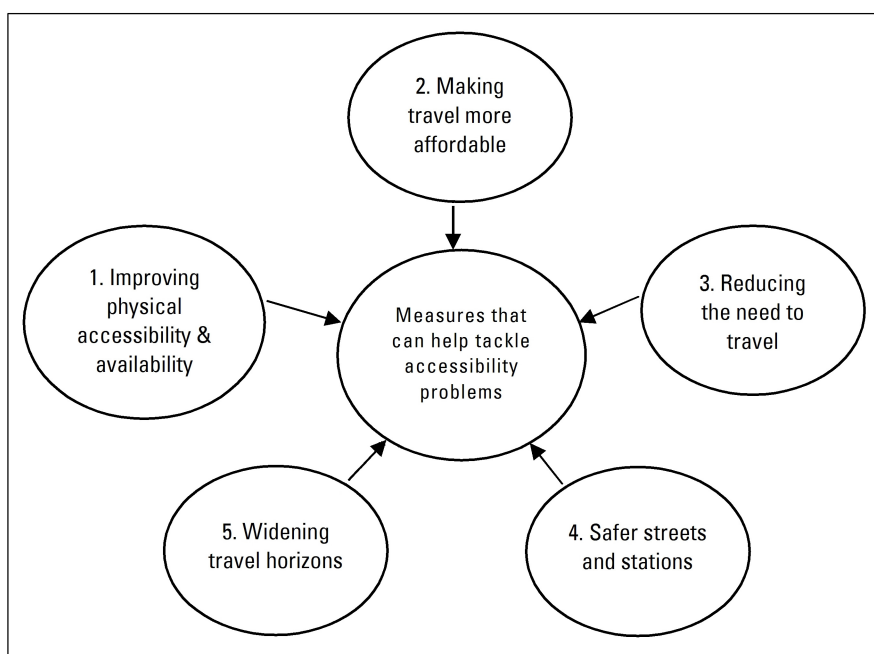 1. Improving
physical
accessibility &
availability
2. Making
travel more
affordable
3. Reducing
the need to
travel
4. Safer streets
and stations
5. Widening
travel horizons
Measures that
can help tackle
accessibility
problems